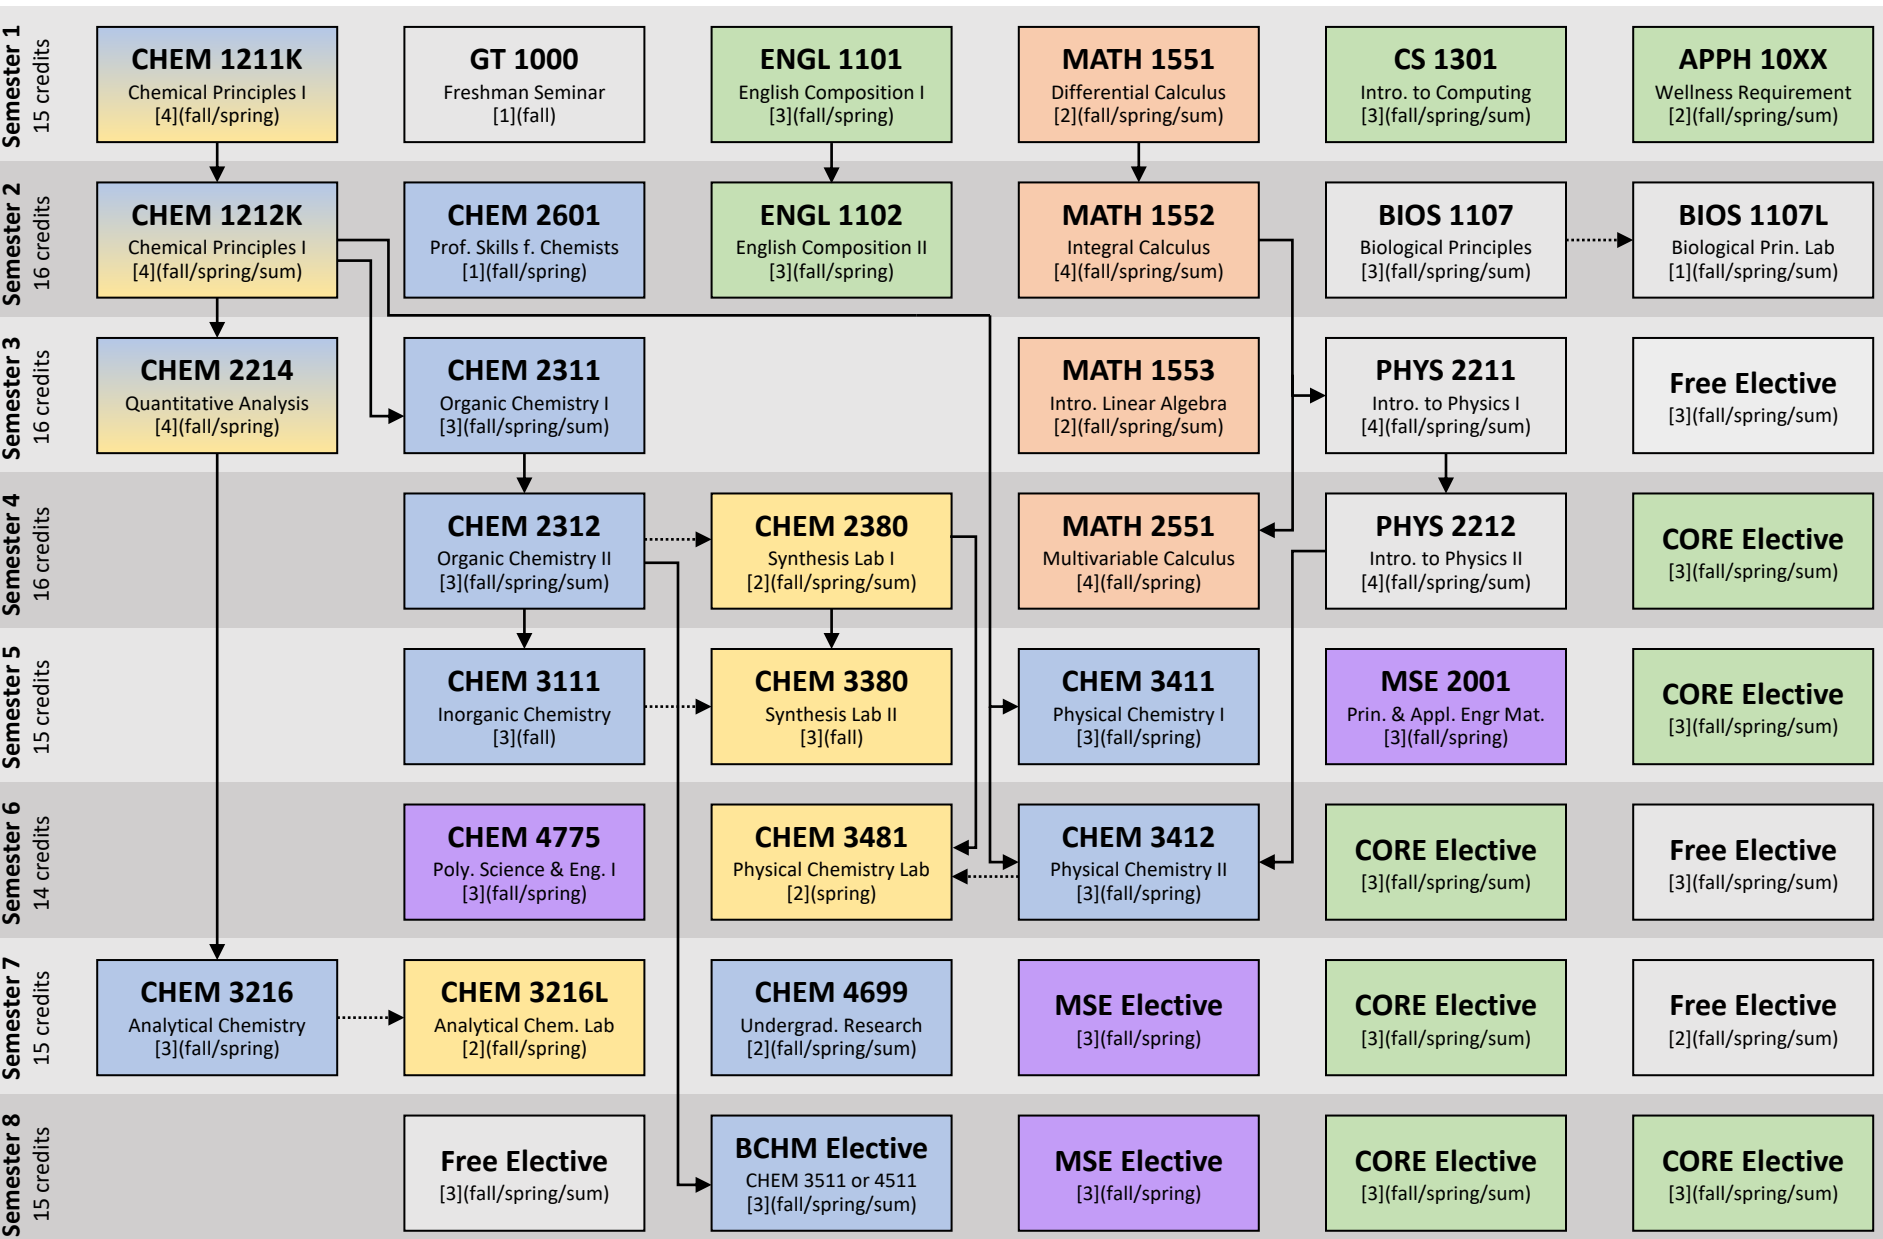 Semester 1
15 credits
CHEM 1211K
Chemical Principles I
[4](fall/spring)
GT 1000
Freshman Seminar
[1](fall)
ENGL 1101
English Composition I
[3](fall/spring)
MATH 1551
Differential Calculus
[2](fall/spring/sum)
CS 1301
Intro. to Computing
[3](fall/spring/sum)
APPH 10XX
Wellness Requirement
[2](fall/spring/sum)
Semester 2
16 credits
CHEM 1212K
Chemical Principles I
[4](fall/spring/sum)
CHEM 2601
Prof. Skills f. Chemists
[1](fall/spring)
ENGL 1102
English Composition II
[3](fall/spring)
MATH 1552
Integral Calculus
[4](fall/spring/sum)
BIOS 1107
Biological Principles
[3](fall/spring/sum)
BIOS 1107L
Biological Prin. Lab
[1](fall/spring/sum)
Semester 3
16 credits
CHEM 2214
Quantitative Analysis
[4](fall/spring)
CHEM 2311
Organic Chemistry I
[3](fall/spring/sum)
MATH 1553
Intro. Linear Algebra
[2](fall/spring/sum)
PHYS 2211
Intro. to Physics I
[4](fall/spring/sum)
Free Elective
[3](fall/spring/sum)
Semester 4
16 credits
CHEM 2312
Organic Chemistry II
[3](fall/spring/sum)
CHEM 2380
Synthesis Lab I
[2](fall/spring/sum)
MATH 2551
Multivariable Calculus
[4](fall/spring)
PHYS 2212
Intro. to Physics II
[4](fall/spring/sum)
CORE Elective
[3](fall/spring/sum)
Semester 5
15 credits
CHEM 3111
Inorganic Chemistry
[3](fall)
CHEM 3380
Synthesis Lab II
[3](fall)
CHEM 3411
Physical Chemistry I
[3](fall/spring)
MSE 2001
Prin. & Appl. Engr Mat.
[3](fall/spring)
CORE Elective
[3](fall/spring/sum)
Semester 6
14 credits
CHEM 4775
Poly. Science & Eng. I
[3](fall/spring)
CHEM 3481
Physical Chemistry Lab
[2](spring)
CHEM 3412
Physical Chemistry II
[3](fall/spring)
CORE Elective
[3](fall/spring/sum)
Free Elective
[3](fall/spring/sum)
Semester 7
15 credits
CHEM 3216
Analytical Chemistry
[3](fall/spring)
CHEM 3216L
Analytical Chem. Lab
[2](fall/spring)
CHEM 4699
Undergrad. Research
[2](fall/spring/sum)
MSE Elective
[3](fall/spring)
CORE Elective
[3](fall/spring/sum)
Free Elective
[2](fall/spring/sum)
Semester 8
15 credits
Free Elective
[3](fall/spring/sum)
BCHM Elective
CHEM 3511 or 4511
[3](fall/spring/sum)
MSE Elective
[3](fall/spring)
CORE Elective
[3](fall/spring/sum)
CORE Elective
[3](fall/spring/sum)